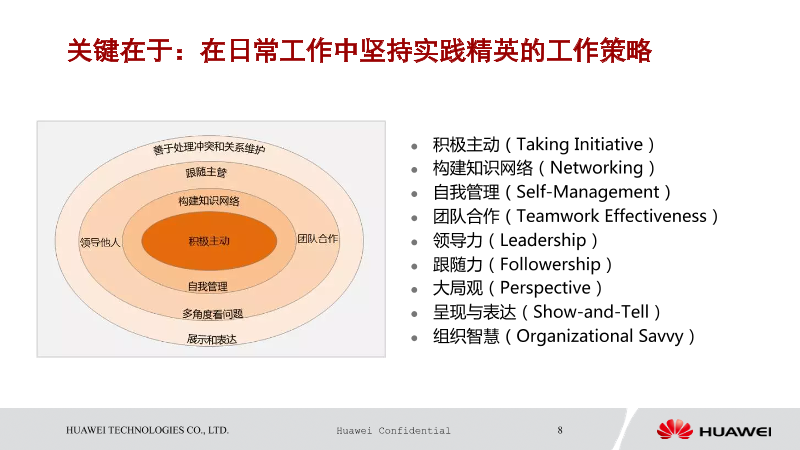 关键在于：在日常工作中坚持实践精英的工作策略
善于处理冲突和关系维护
跟随主管
构建知识网络
领导他人
积极主动
团队合作
自我管理
多角度看问题
展示和表达
积极主动（Taking Initiative）
构建知识网络（Networking）
自我管理（Self-Management）
团队合作（Teamwork Effectiveness）
领导力（Leadership）
跟随力（Followership）
大局观（Perspective）
呈现与表达（Show-and-Tell）
组织智慧（Organizational Savvy）
HUAWEI TECHNOLOGIES CO., LTD.
Huawei Confidential
8
HUAWEI